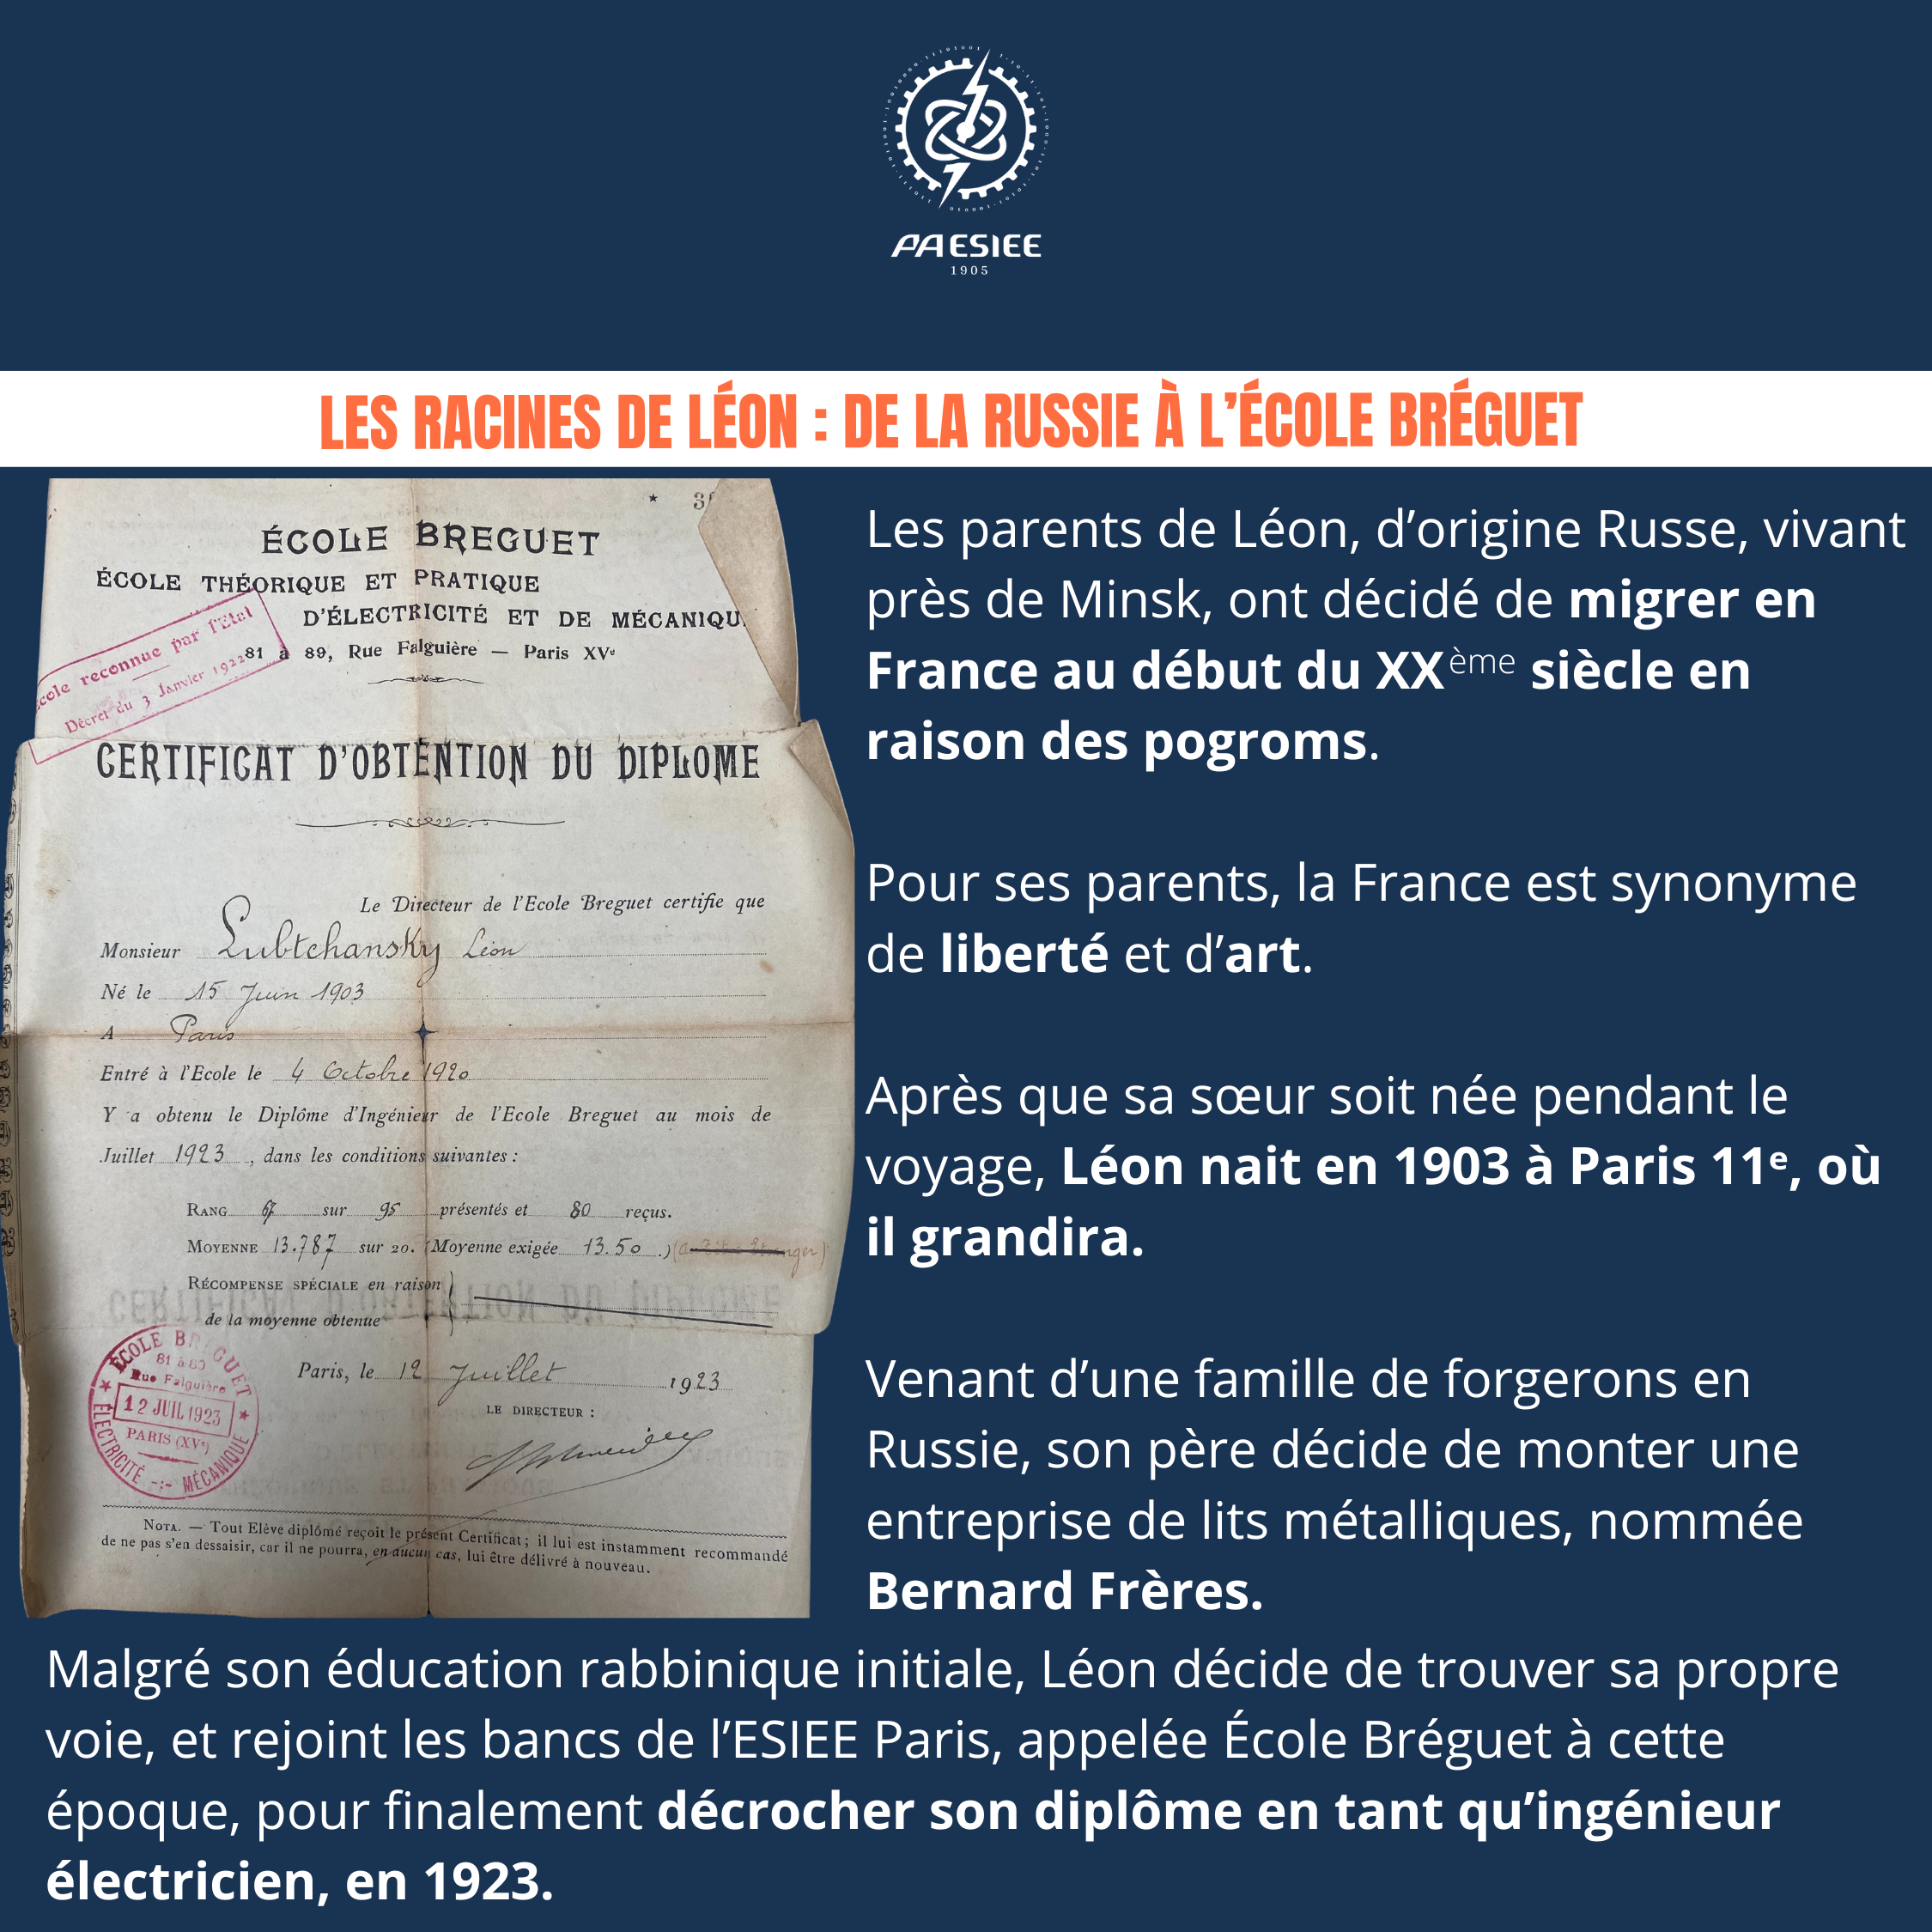 PA ESIEE
1905
LES RACINES DE LÉON : DE LA RUSSIE À L’ÉCOLE BRÉGUET
ÉCOLE BREGUET
ÉCOLE THÉORIQUE ET PRATIQUE
D'ÉLECTRICITÉ ET DE MÉCANIQU
81 à 89, Rue Falguière — Paris XVe
école reconnue par l'État
Décret du 3 Janvier 1922
CERTIFICAT D'OBTENTION DU DIPLOME
Le Directeur de l'Ecole Breguet certifie que
Monsieur Lubtchansky Léon
Né le 15 Juin 1903
A Paris
Entré à l'Ecole le 4 Octobre 1920
Y a obtenu le Diplôme d'Ingénieur de l'Ecole Breguet au mois de
Juillet 1923, dans les conditions suivantes :
RANG 67 sur 95 présentés et 80 reçus.
MOYENNE 13.787 sur 20. (Moyenne exigée 13.50.)
RÉCOMPENSE SPÉCIALE en raison
de la moyenne obtenue
Paris, le 12 Juillet 1923
LE DIRECTEUR :
ÉCOLE BREGUET
81 à 89
Rue Falguière
12 JUIL 1923
PARIS (XVe)
ÉLECTRICITÉ -:- MÉCANIQUE
NOTA. — Tout Elève diplômé reçoit le présent Certificat ; il lui est instamment recommandé
de ne pas s'en dessaisir, car il ne pourra, en aucun cas, lui être délivré à nouveau.
Les parents de Léon, d’origine Russe, vivant
près de Minsk, ont décidé de migrer en
France au début du XXème siècle en
raison des pogroms.
Pour ses parents, la France est synonyme
de liberté et d’art.
Après que sa sœur soit née pendant le
voyage, Léon nait en 1903 à Paris 11e, où
il grandira.
Venant d’une famille de forgerons en
Russie, son père décide de monter une
entreprise de lits métalliques, nommée
Bernard Frères.
Malgré son éducation rabbinique initiale, Léon décide de trouver sa propre
voie, et rejoint les bancs de l’ESIEE Paris, appelée École Bréguet à cette
époque, pour finalement décrocher son diplôme en tant qu’ingénieur
électricien, en 1923.